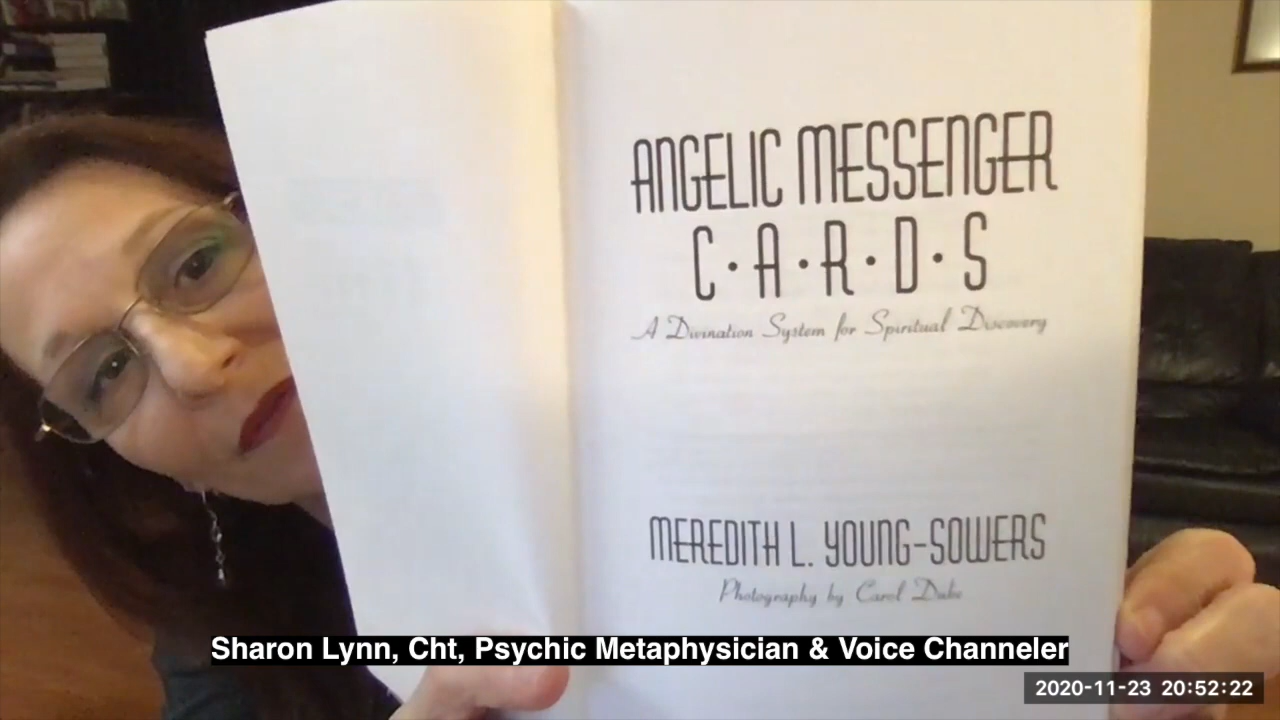 ANGELIC MESSENGER
C·A·R·D·S
A Divination System for Spiritual Discovery
MEREDITH L. YOUNG-SOWERS
Photography by Carol Duke
Sharon Lynn, Cht, Psychic Metaphysician & Voice Channeler
2020-11-23 20:52:22